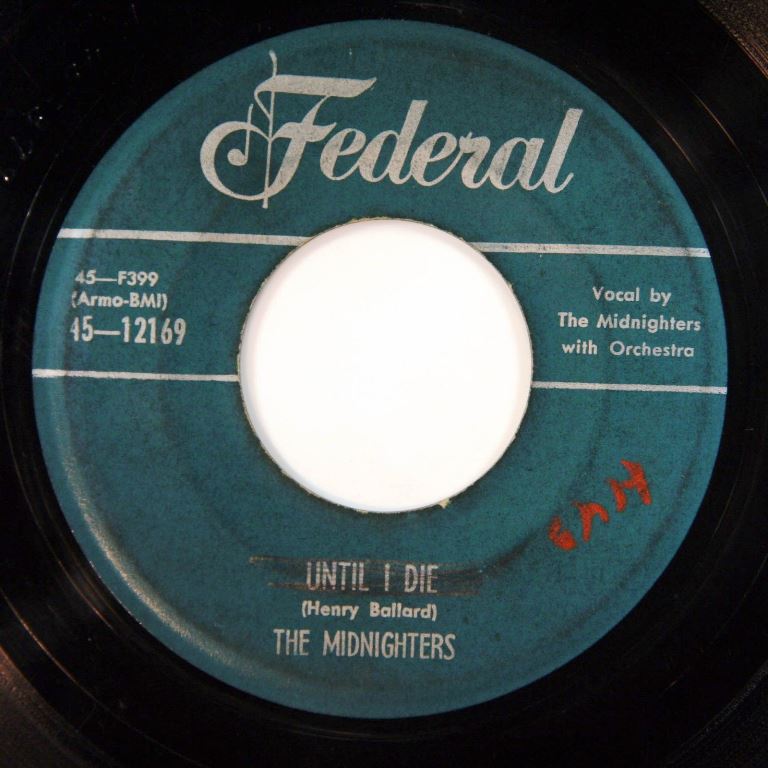 Federal
45—F399
(Armo-BMI)
45—12169
Vocal by
The Midnighters
with Orchestra
UNTIL I DIE
(Henry Ballard)
THE MIDNIGHTERS